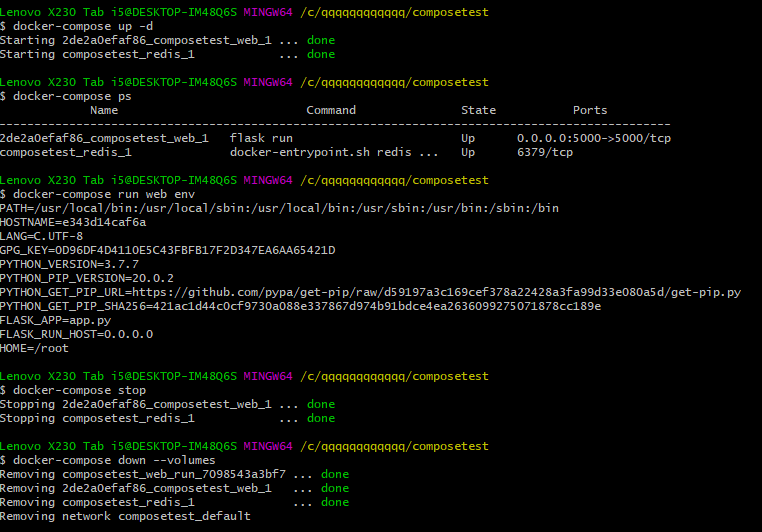 Lenovo X230 Tab i5@DESKTOP-IM48Q6S MINGW64 /c/qqqqqqqqqqqq/composetest
$ docker-compose up -d
Starting 2de2a0efaf86_composetest_web_1 ... done
Starting composetest_redis_1            ... done
Lenovo X230 Tab i5@DESKTOP-IM48Q6S MINGW64 /c/qqqqqqqqqqqq/composetest
$ docker-compose ps
Name                         Command               State           Ports
------------------------------------------------------------------------------------------------
2de2a0efaf86_composetest_web_1   flask run                        Up      0.0.0.0:5000->5000/tcp
composetest_redis_1              docker-entrypoint.sh redis ...   Up      6379/tcp
Lenovo X230 Tab i5@DESKTOP-IM48Q6S MINGW64 /c/qqqqqqqqqqqq/composetest
$ docker-compose run web env
PATH=/usr/local/bin:/usr/local/sbin:/usr/local/bin:/usr/sbin:/usr/bin:/sbin:/bin
HOSTNAME=e343d14caf6a
LANG=C.UTF-8
GPG_KEY=0D96DF4D4110E5C43FBFB17F2D347EA6AA65421D
PYTHON_VERSION=3.7.7
PYTHON_PIP_VERSION=20.0.2
PYTHON_GET_PIP_URL=https://github.com/pypa/get-pip/raw/d59197a3c169cef378a22428a3fa99d33e080a5d/get-pip.py
PYTHON_GET_PIP_SHA256=421ac1d44c0cf9730a088e337867d974b91bdce4ea2636099275071878cc189e
FLASK_APP=app.py
FLASK_RUN_HOST=0.0.0.0
HOME=/root
Lenovo X230 Tab i5@DESKTOP-IM48Q6S MINGW64 /c/qqqqqqqqqqqq/composetest
$ docker-compose stop
Stopping 2de2a0efaf86_composetest_web_1 ... done
Stopping composetest_redis_1            ... done
Lenovo X230 Tab i5@DESKTOP-IM48Q6S MINGW64 /c/qqqqqqqqqqqq/composetest
$ docker-compose down --volumes
Removing composetest_web_run_7098543a3bf7 ... done
Removing 2de2a0efaf86_composetest_web_1   ... done
Removing composetest_redis_1              ... done
Removing network composetest_default